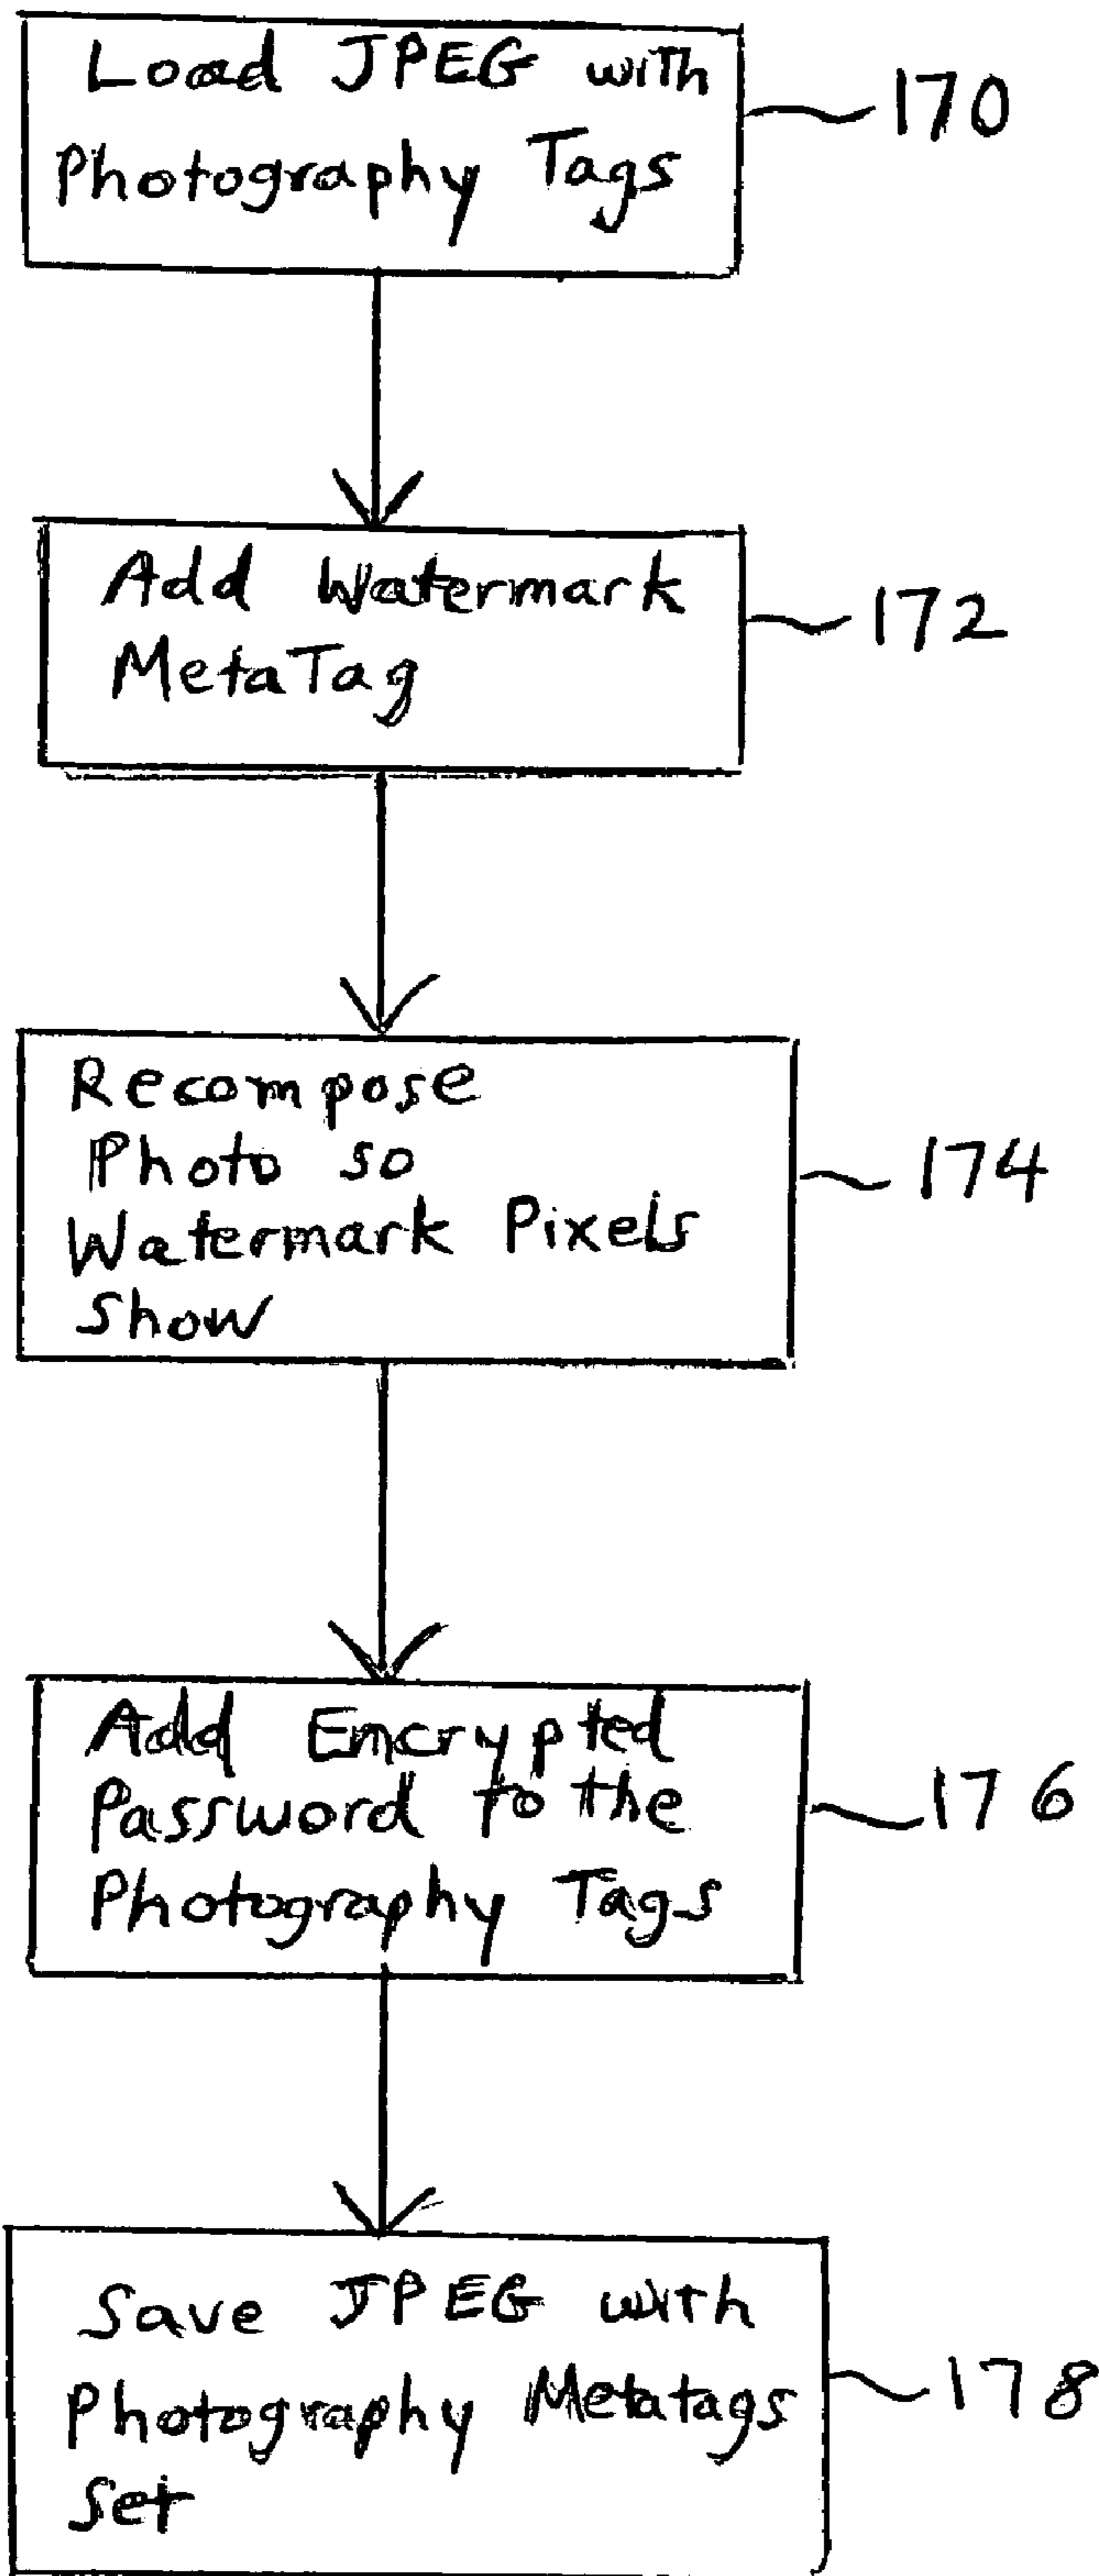 Load JPEG with
Photography Tags
170
Add Watermark
MetaTag
172
Recompose
Photo so
Watermark Pixels
Show
174
Add Encrypted
Password to the
Photography Tags
176
Save JPEG with
Photography Metatags
Set
178